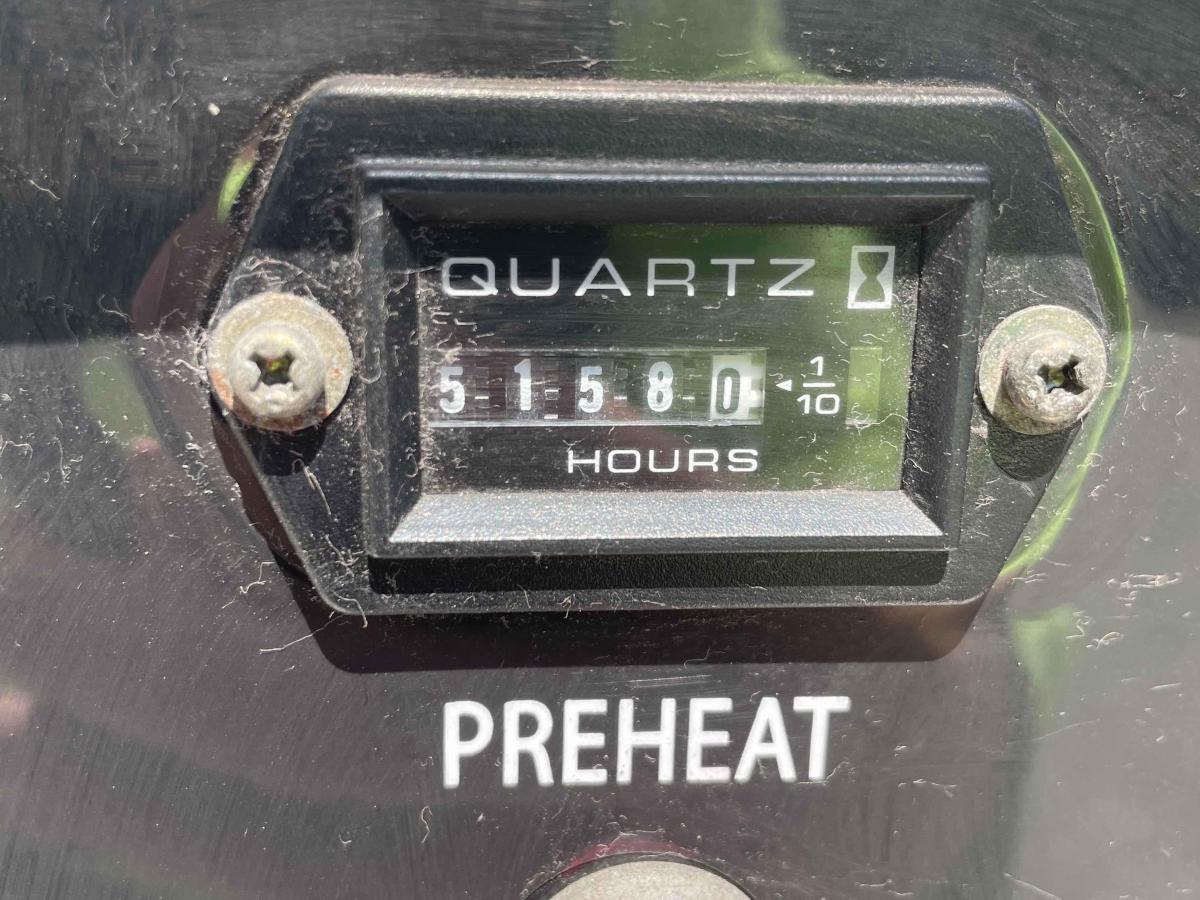 QUARTZ
51580 ◂ 1/10
HOURS
PREHEAT